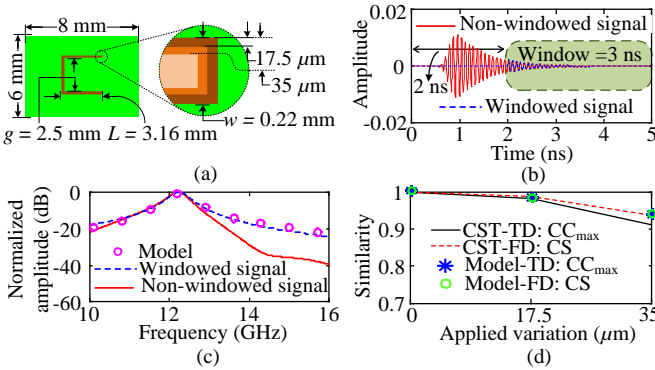 8 mm
6 mm
17.5 µm
35 µm
w = 0.22 mm
g = 2.5 mm L = 3.16 mm
(a)
Amplitude
0.02
0
-0.02
Non-windowed signal
Window =3 ns
2 ns
Windowed signal
0 1 2 3 4 5
Time (ns)
(b)
Normalized
amplitude (dB)
0
-20
-40
-60
Model
Windowed signal
Non-windowed signal
10 12 14 16
Frequency (GHz)
(c)
Similarity
1
0.9
0.8
0.7
CST-TD: CCmax
CST-FD: CS
Model-TD: CCmax
Model-FD: CS
0 17.5 35
Applied variation (µm)
(d)